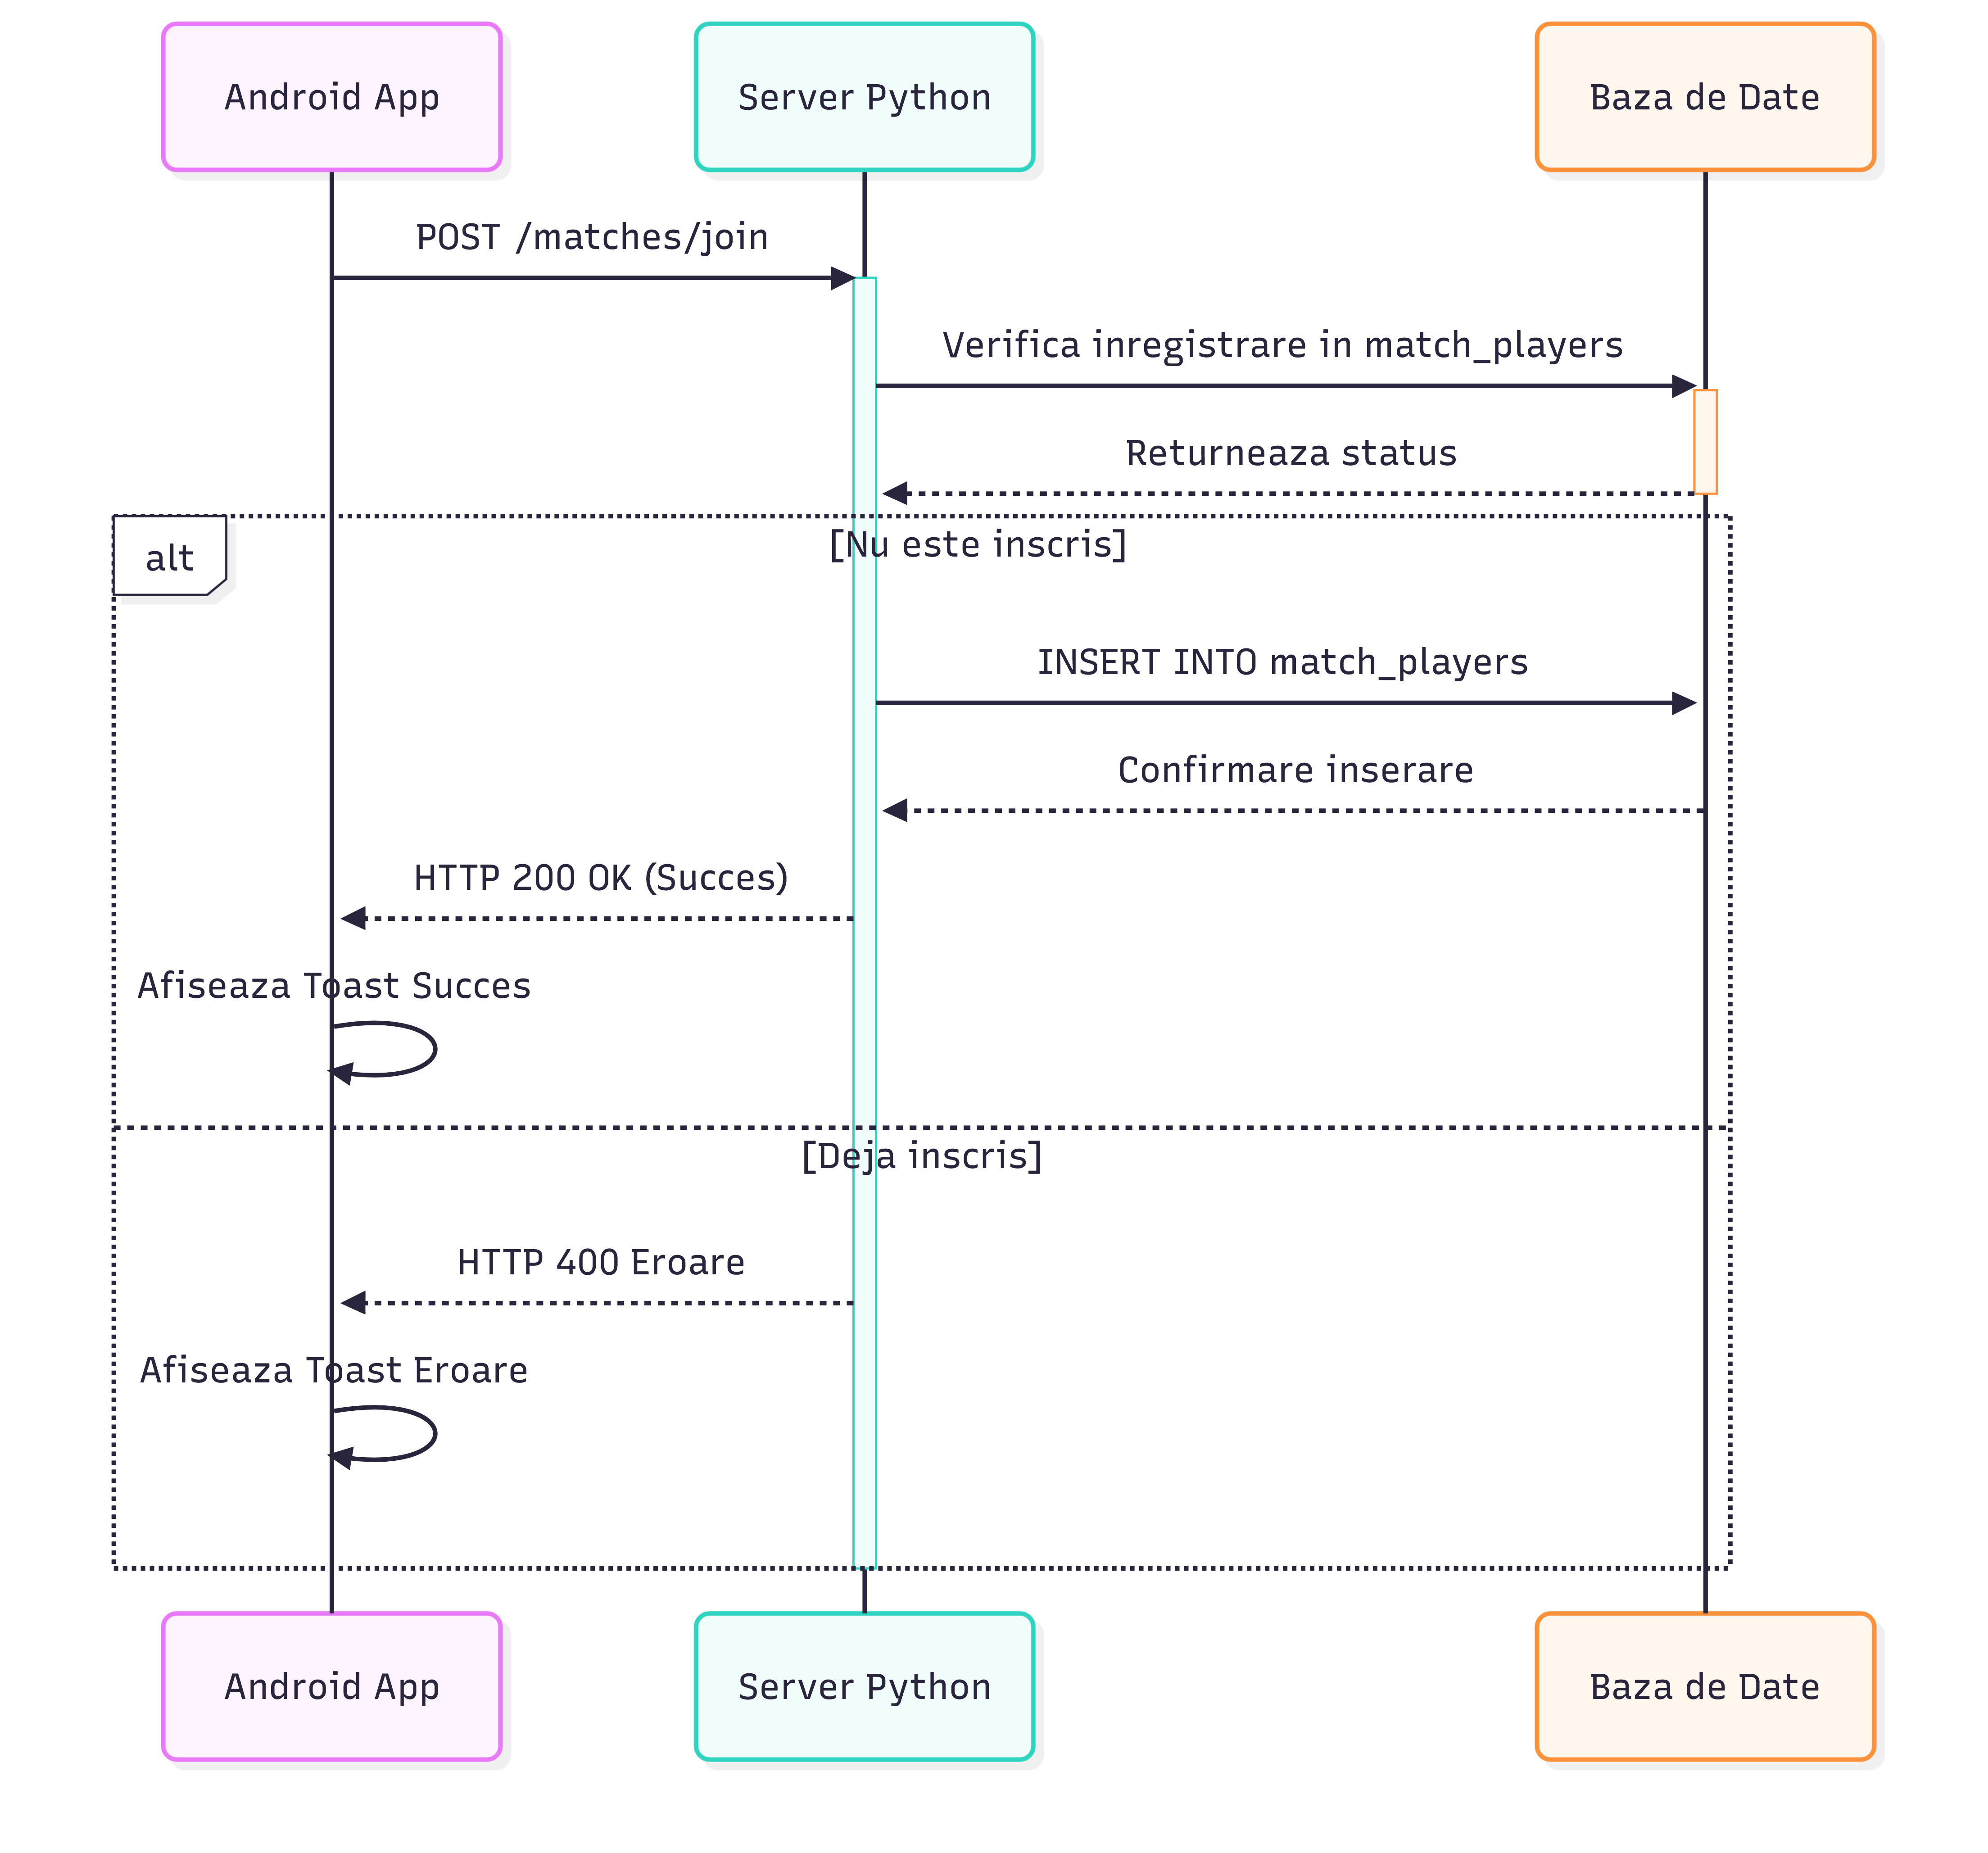 Android App
Server Python
Baza de Date
POST /matches/join
Verifica inregistrare in match_players
Returneaza status
alt
[Nu este inscris]
INSERT INTO match_players
Confirmare inserare
HTTP 200 OK (Succes)
Afiseaza Toast Succes
[Deja inscris]
HTTP 400 Eroare
Afiseaza Toast Eroare
Android App
Server Python
Baza de Date